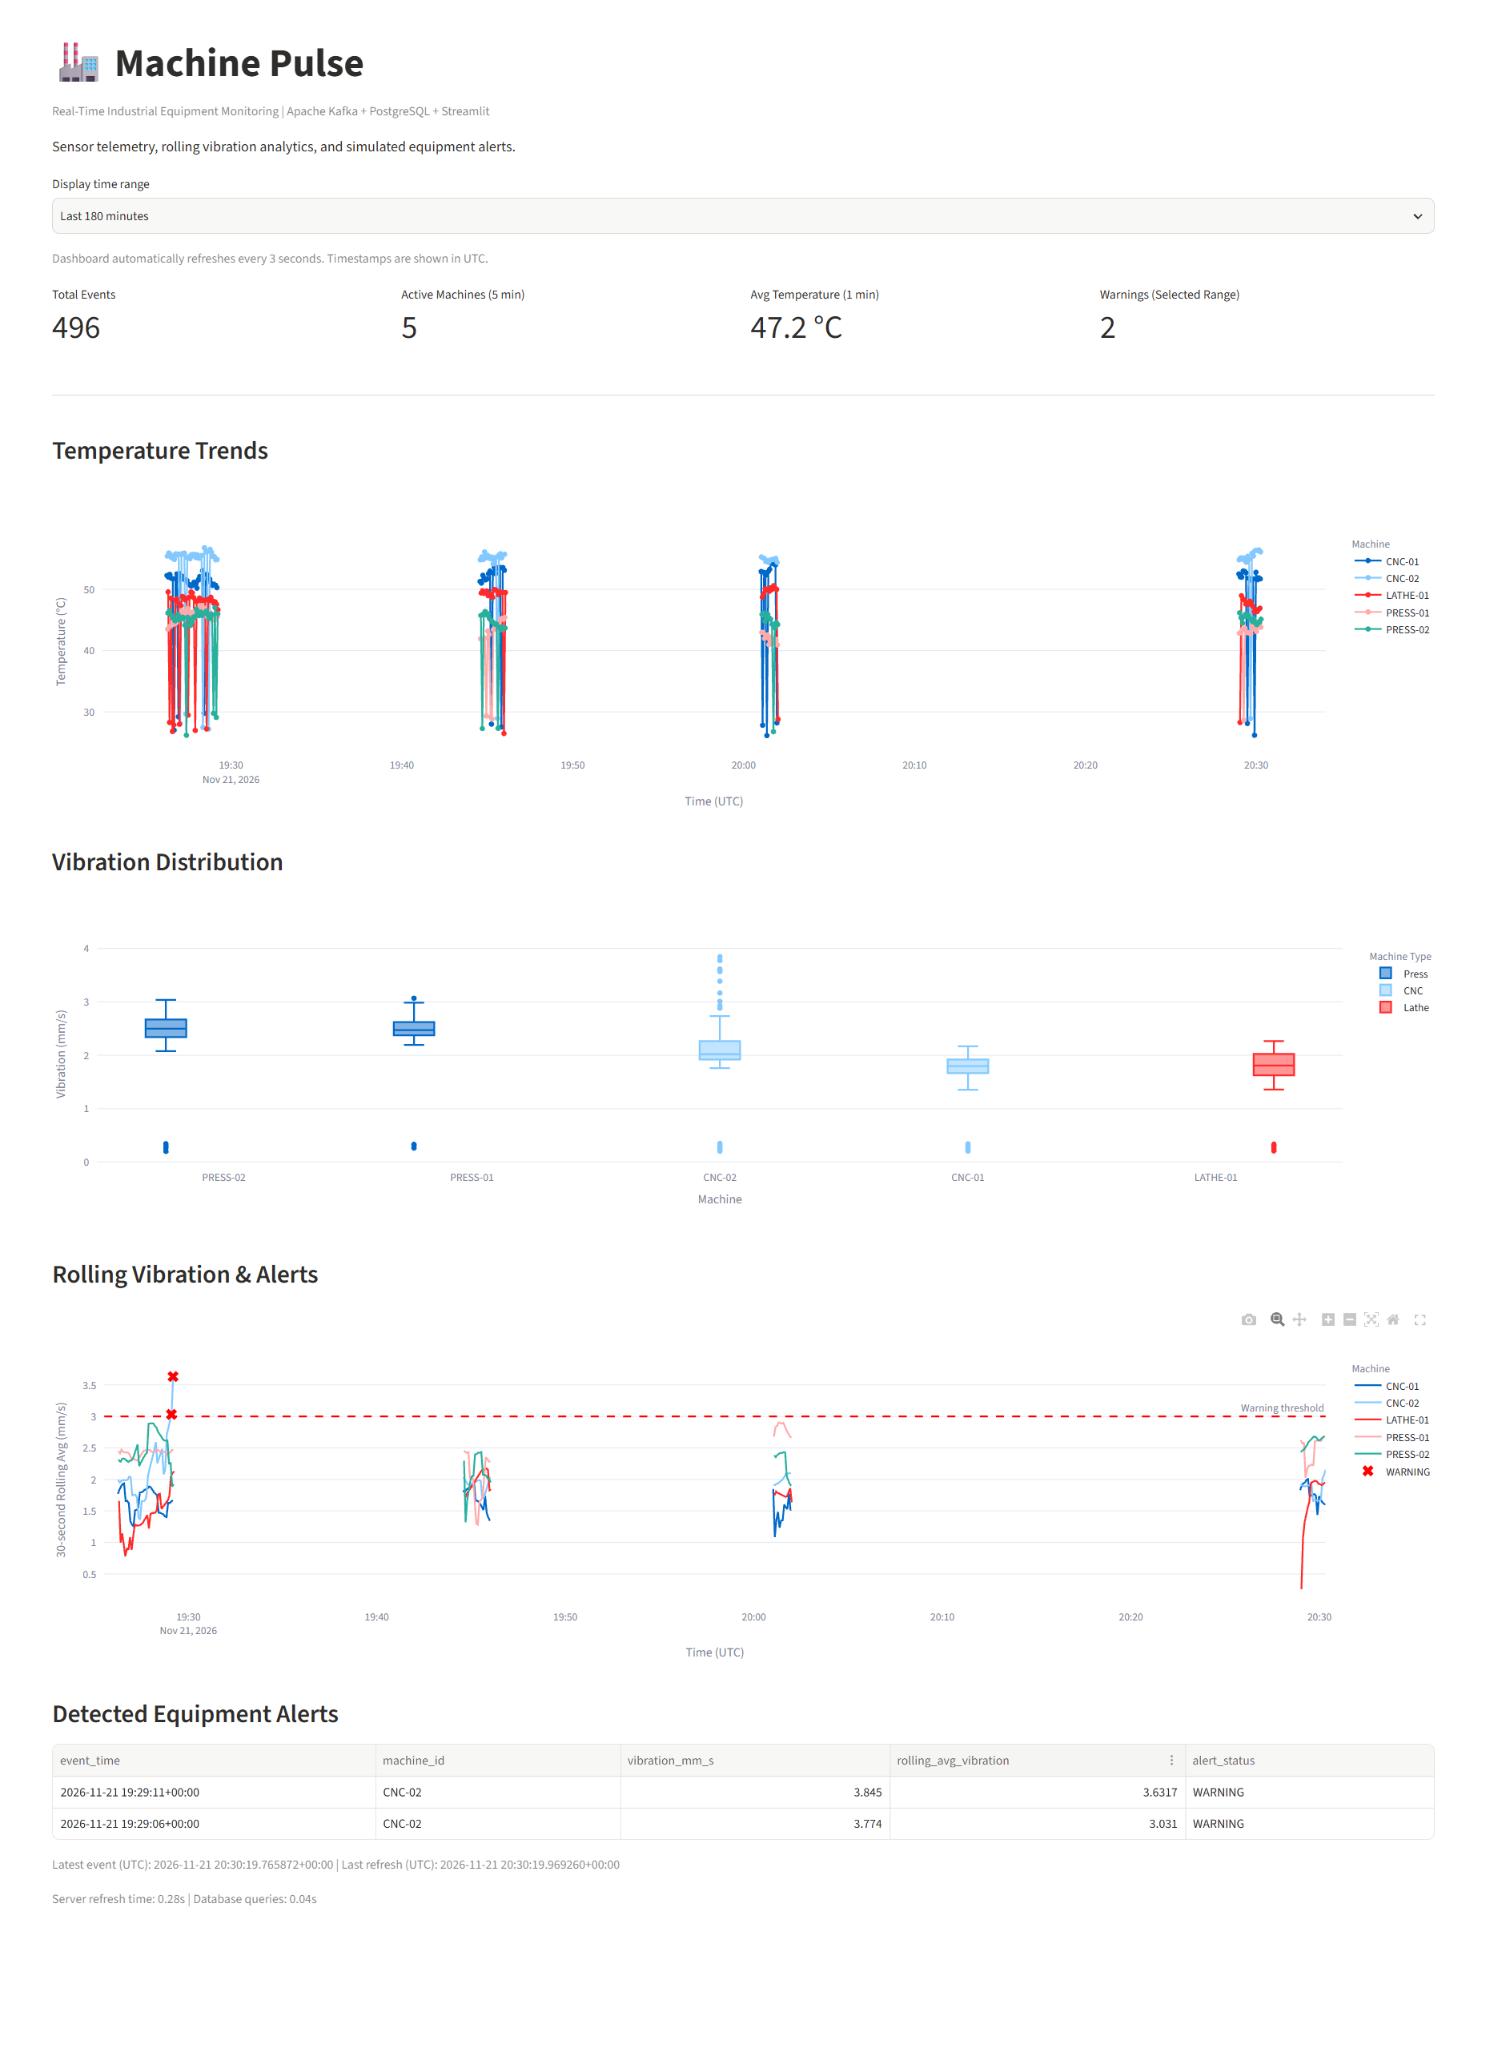 Machine Pulse
Real-Time Industrial Equipment Monitoring | Apache Kafka + PostgreSQL + Streamlit
Sensor telemetry, rolling vibration analytics, and simulated equipment alerts.
Display time range
Last 180 minutes
Dashboard automatically refreshes every 3 seconds. Timestamps are shown in UTC.
Total Events Active Machines (5 min) Avg Temperature (1 min) Warnings (Selected Range)
496 5 47.2 °C 2
Temperature Trends
Machine
CNC-01
CNC-02
LATHE-01
PRESS-01
PRESS-02
Temperature (°C)
50
40
30
19:30 19:40 19:50 20:00 20:10 20:20 20:30
Nov 21, 2026
Time (UTC)
Vibration Distribution
Machine Type
Press
CNC
Lathe
Vibration (mm/s)
4
3
2
1
0
PRESS-02 PRESS-01 CNC-02 CNC-01 LATHE-01
Machine
Rolling Vibration & Alerts
Machine
CNC-01
CNC-02
LATHE-01
PRESS-01
PRESS-02
WARNING
Warning threshold
30-second Rolling Avg (mm/s)
3.5
3
2.5
2
1.5
1
0.5
19:30 19:40 19:50 20:00 20:10 20:20 20:30
Nov 21, 2026
Time (UTC)
Detected Equipment Alerts
event_time machine_id vibration_mm_s rolling_avg_vibration alert_status
2026-11-21 19:29:11+00:00 CNC-02 3.845 3.6317 WARNING
2026-11-21 19:29:06+00:00 CNC-02 3.774 3.031 WARNING
Latest event (UTC): 2026-11-21 20:30:19.765872+00:00 | Last refresh (UTC): 2026-11-21 20:30:19.969260+00:00
Server refresh time: 0.28s | Database queries: 0.04s